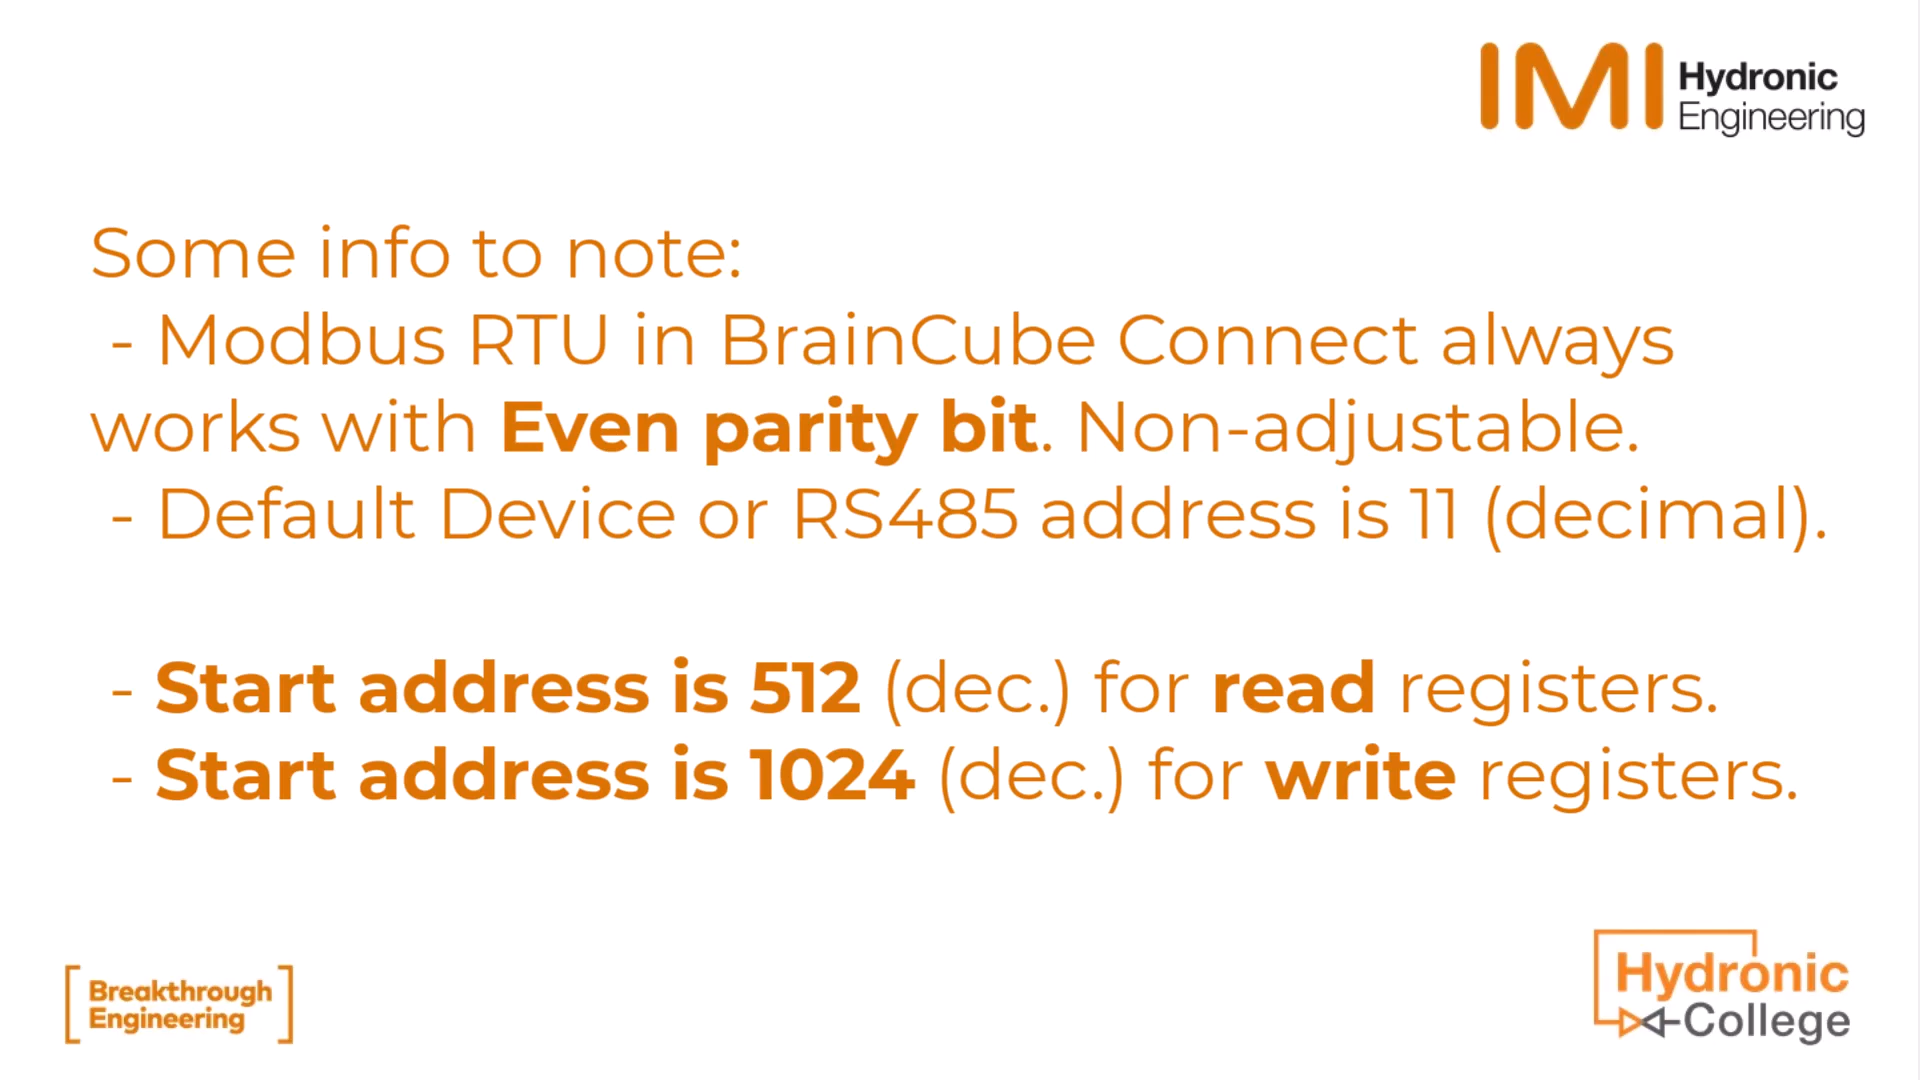 IMI Hydronic
Engineering
Some info to note:
- Modbus RTU in BrainCube Connect always
works with Even parity bit. Non-adjustable.
- Default Device or RS485 address is 11 (decimal).
- Start address is 512 (dec.) for read registers.
- Start address is 1024 (dec.) for write registers.
Breakthrough
Engineering
Hydronic
College